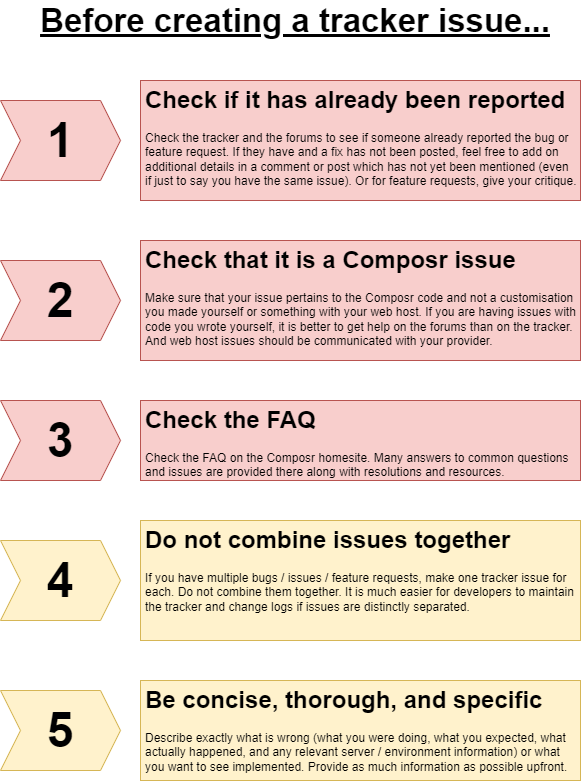 Before creating a tracker issue...
1
Check if it has already been reported
Check the tracker and the forums to see if someone already reported the bug or
feature request. If they have and a fix has not been posted, feel free to add on
additional details in a comment or post which has not yet been mentioned (even
if just to say you have the same issue). Or for feature requests, give your critique.
2
Check that it is a Composr issue
Make sure that your issue pertains to the Composr code and not a customisation
you made yourself or something with your web host. If you are having issues with
code you wrote yourself, it is better to get help on the forums than on the tracker.
And web host issues should be communicated with your provider.
3
Check the FAQ
Check the FAQ on the Composr homesite. Many answers to common questions
and issues are provided there along with resolutions and resources.
4
Do not combine issues together
If you have multiple bugs / issues / feature requests, make one tracker issue for
each. Do not combine them together. It is much easier for developers to maintain
the tracker and change logs if issues are distinctly separated.
5
Be concise, thorough, and specific
Describe exactly what is wrong (what you were doing, what you expected, what
actually happened, and any relevant server / environment information) or what
you want to see implemented. Provide as much information as possible upfront.